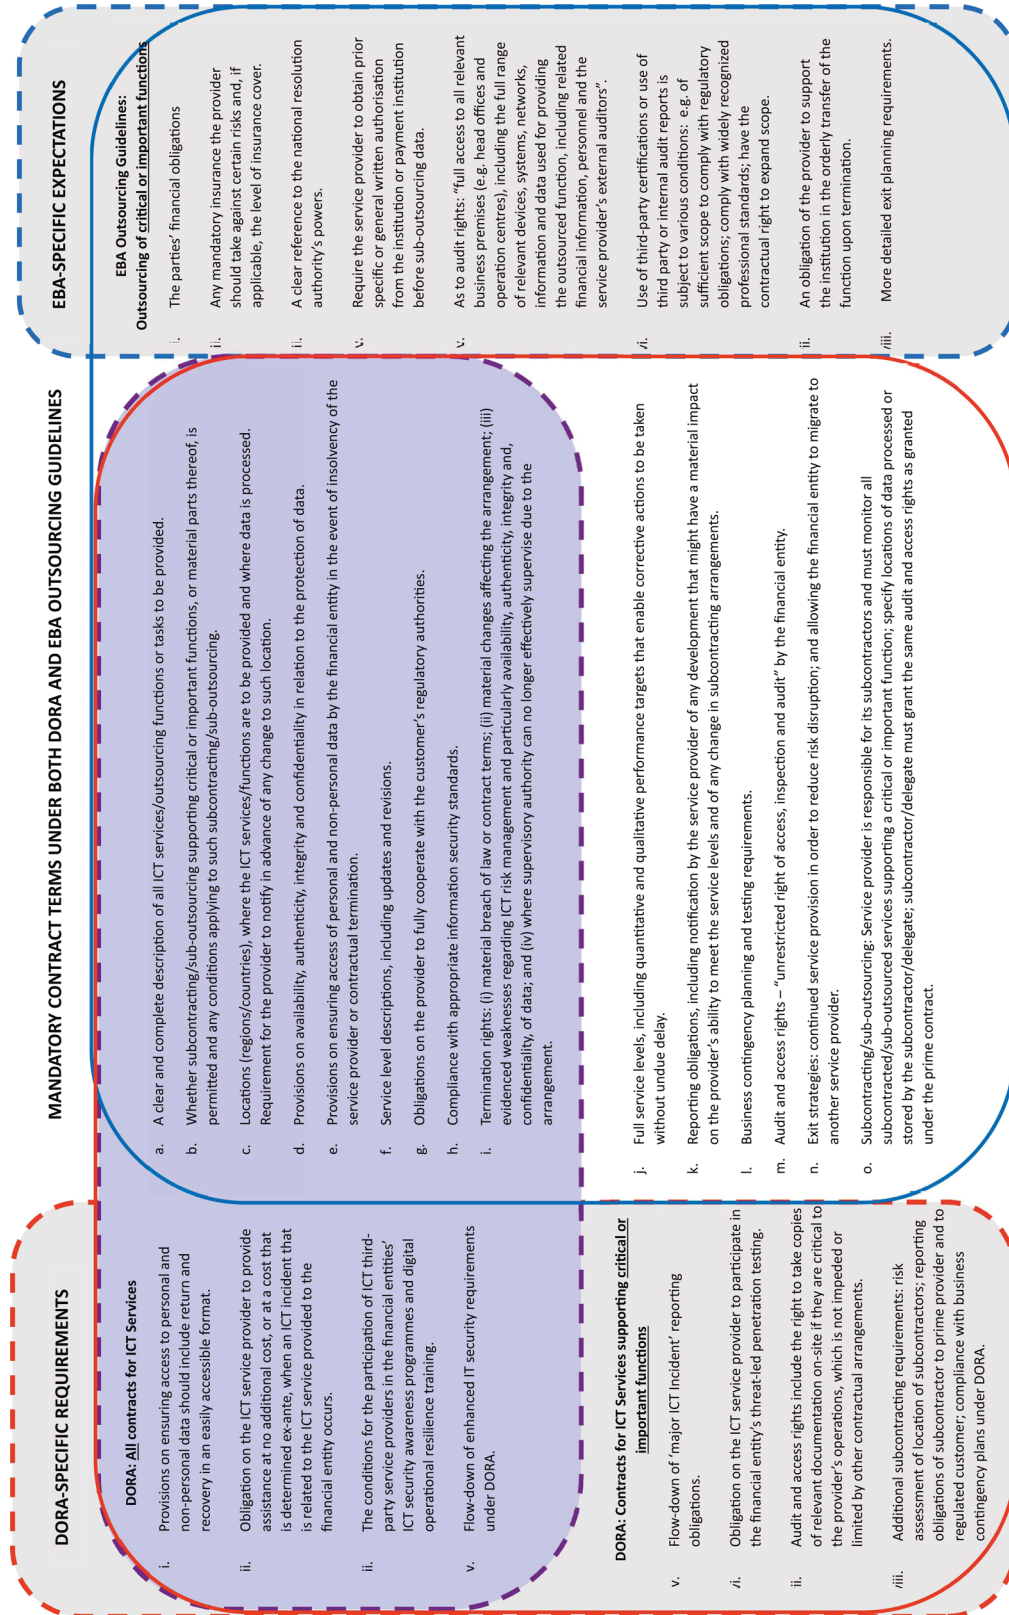 DORA-SPECIFIC REQUIREMENTS
DORA: All contracts for ICT Services
i. Provisions on ensuring access to personal and
non-personal data should include return and
recovery in an easily accessible format.
ii. Obligation on the ICT service provider to provide
assistance at no additional cost, or at a cost that
is determined ex-ante, when an ICT incident that
is related to the ICT service provided to the
financial entity occurs.
ii. The conditions for the participation of ICT third-
party service providers in the financial entities'
ICT security awareness programmes and digital
operational resilience training.
v. Flow-down of enhanced IT security requirements
under DORA.
DORA: Contracts for ICT Services supporting critical or
important functions
v. Flow-down of 'major ICT incident' reporting
obligations.
vi. Obligation on the ICT service provider to participate in
the financial entity's threat-led penetration testing.
ii. Audit and access rights include the right to take copies
of relevant documentation on-site if they are critical to
the provider's operations, which is not impeded or
limited by other contractual arrangements.
viii. Additional subcontracting requirements: risk
assessment of location of subcontractors; reporting
obligations of subcontractor to prime provider and to
regulated customer; compliance with business
contingency plans under DORA.
MANDATORY CONTRACT TERMS UNDER BOTH DORA AND EBA OUTSOURCING GUIDELINES
a. A clear and complete description of all ICT services/outsourcing functions or tasks to be provided.
b. Whether subcontracting/sub-outsourcing supporting critical or important functions, or material parts thereof, is
permitted and any conditions applying to such subcontracting/sub-outsourcing.
c. Locations (regions/countries), where the ICT services/functions are to be provided and where data is processed.
Requirement for the provider to notify in advance of any change to such location.
d. Provisions on availability, authenticity, integrity and confidentiality in relation to the protection of data.
e. Provisions on ensuring access of personal and non-personal data by the financial entity in the event of insolvency of the
service provider or contractual termination.
f. Service level descriptions, including updates and revisions.
g. Obligations on the provider to fully cooperate with the customer's regulatory authorities.
h. Compliance with appropriate information security standards.
i. Termination rights: (i) material breach of law or contract terms; (ii) material changes affecting the arrangement; (iii)
evidenced weaknesses regarding ICT risk management and particularly availability, authenticity, integrity and,
confidentiality, of data; and (iv) where supervisory authority can no longer effectively supervise due to the
arrangement.
j. Full service levels, including quantitative and qualitative performance targets that enable corrective actions to be taken
without undue delay.
k. Reporting obligations, including notification by the service provider of any development that might have a material impact
on the provider's ability to meet the service levels and of any change in subcontracting arrangements.
l. Business contingency planning and testing requirements.
m. Audit and access rights – "unrestricted right of access, inspection and audit" by the financial entity.
n. Exit strategies: continued service provision in order to reduce risk disruption; and allowing the financial entity to migrate to
another service provider.
o. Subcontracting/sub-outsourcing: Service provider is responsible for its subcontractors and must monitor all
subcontracted/sub-outsourced services supporting a critical or important function; specify locations of data processed or
stored by the subcontractor/delegate; subcontractor/delegate must grant the same audit and access rights as granted
under the prime contract.
EBA-SPECIFIC EXPECTATIONS
EBA Outsourcing Guidelines:
Outsourcing of critical or important functions
i. The parties' financial obligations
ii. Any mandatory insurance the provider
should take against certain risks and, if
applicable, the level of insurance cover.
ii. A clear reference to the national resolution
authority's powers.
v. Require the service provider to obtain prior
specific or general written authorisation
from the institution or payment institution
before sub-outsourcing data.
v. As to audit rights: "full access to all relevant
business premises (e.g. head offices and
operation centres), including the full range
of relevant devices, systems, networks,
information and data used for providing
the outsourced function, including related
financial information, personnel and the
service provider's external auditors".
vi. Use of third-party certifications or use of
third party or internal audit reports is
subject to various conditions: e.g. of
sufficient scope to comply with regulatory
obligations; comply with widely recognized
professional standards; have the
contractual right to expand scope.
ii. An obligation of the provider to support
the institution in the orderly transfer of the
function upon termination.
viii. More detailed exit planning requirements.